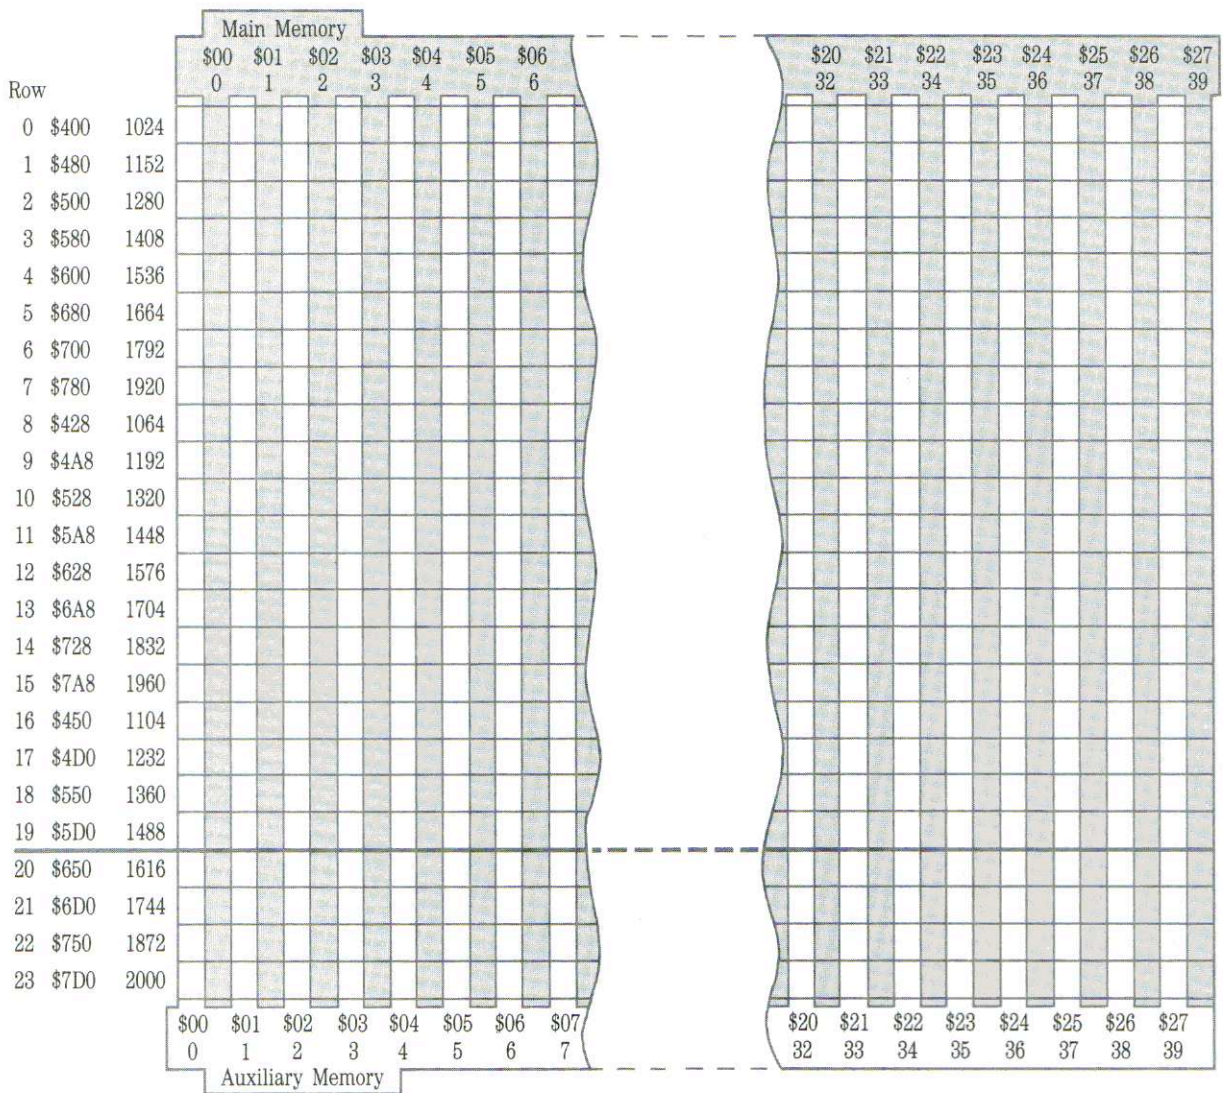 Main Memory
$00 $01 $02 $03 $04 $05 $06 $20 $21 $22 $23 $24 $25 $26 $27
0 1 2 3 4 5 6 32 33 34 35 36 37 38 39
Row
0 $400 1024
1 $480 1152
2 $500 1280
3 $580 1408
4 $600 1536
5 $680 1664
6 $700 1792
7 $780 1920
8 $428 1064
9 $4A8 1192
10 $528 1320
11 $5A8 1448
12 $628 1576
13 $6A8 1704
14 $728 1832
15 $7A8 1960
16 $450 1104
17 $4D0 1232
18 $550 1360
19 $5D0 1488
20 $650 1616
21 $6D0 1744
22 $750 1872
23 $7D0 2000
$00 $01 $02 $03 $04 $05 $06 $07 $20 $21 $22 $23 $24 $25 $26 $27
0 1 2 3 4 5 6 7 32 33 34 35 36 37 38 39
Auxiliary Memory